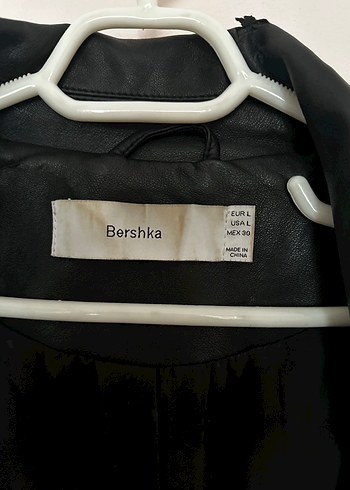 Bershka
EUR L
USA L
MEX 30
MADE IN
CHINA